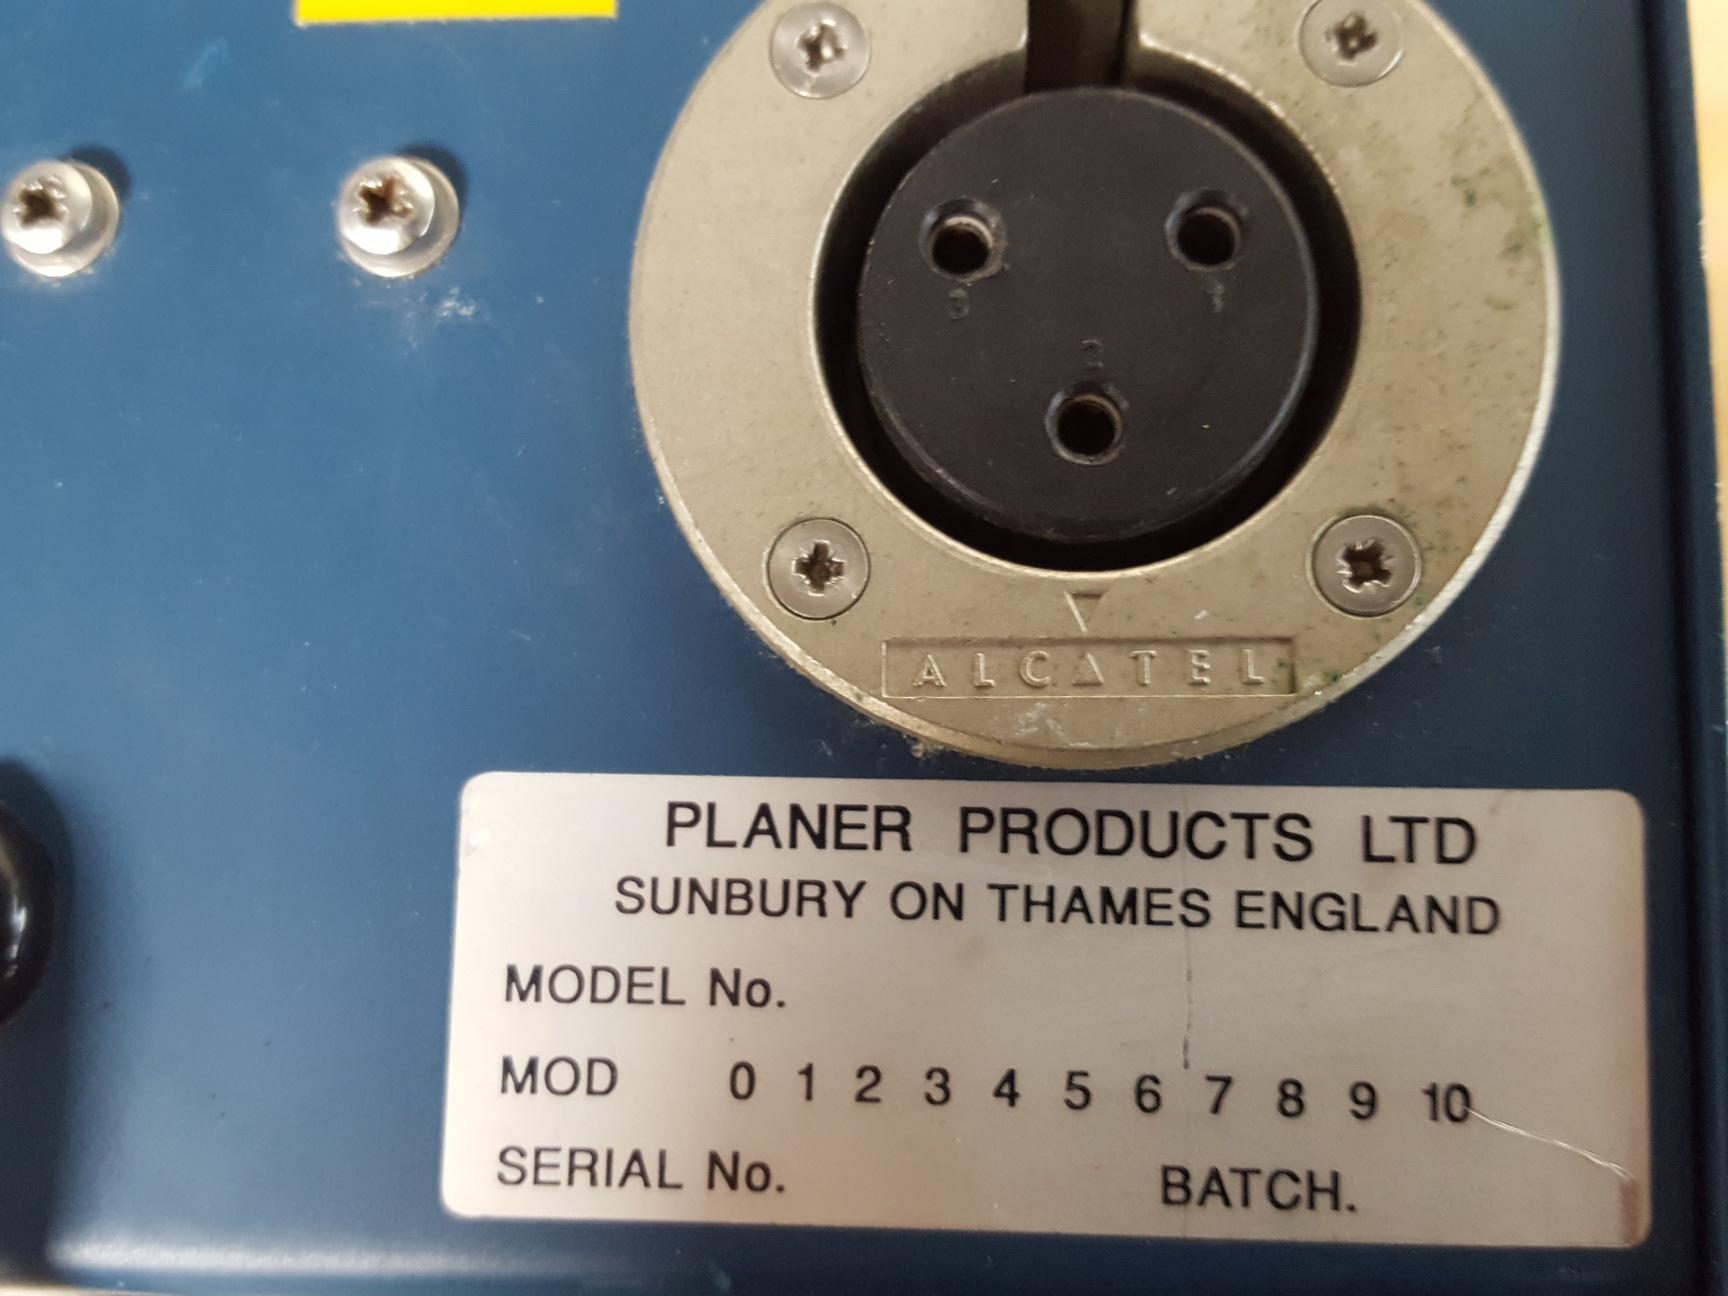 3 1
2
ALCATEL
PLANER PRODUCTS LTD
SUNBURY ON THAMES ENGLAND
MODEL No.
MOD 0 1 2 3 4 5 6 7 8 9 10
SERIAL No. BATCH.